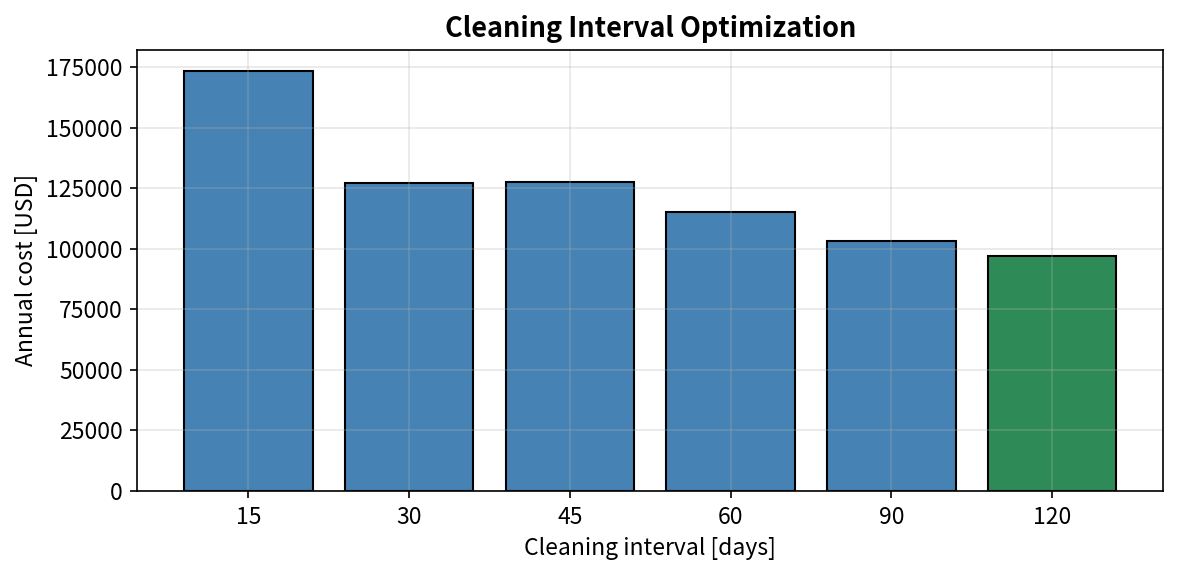 Cleaning Interval Optimization
Annual cost [USD]
175000
150000
125000
100000
75000
50000
25000
0
15 30 45 60 90 120
Cleaning interval [days]